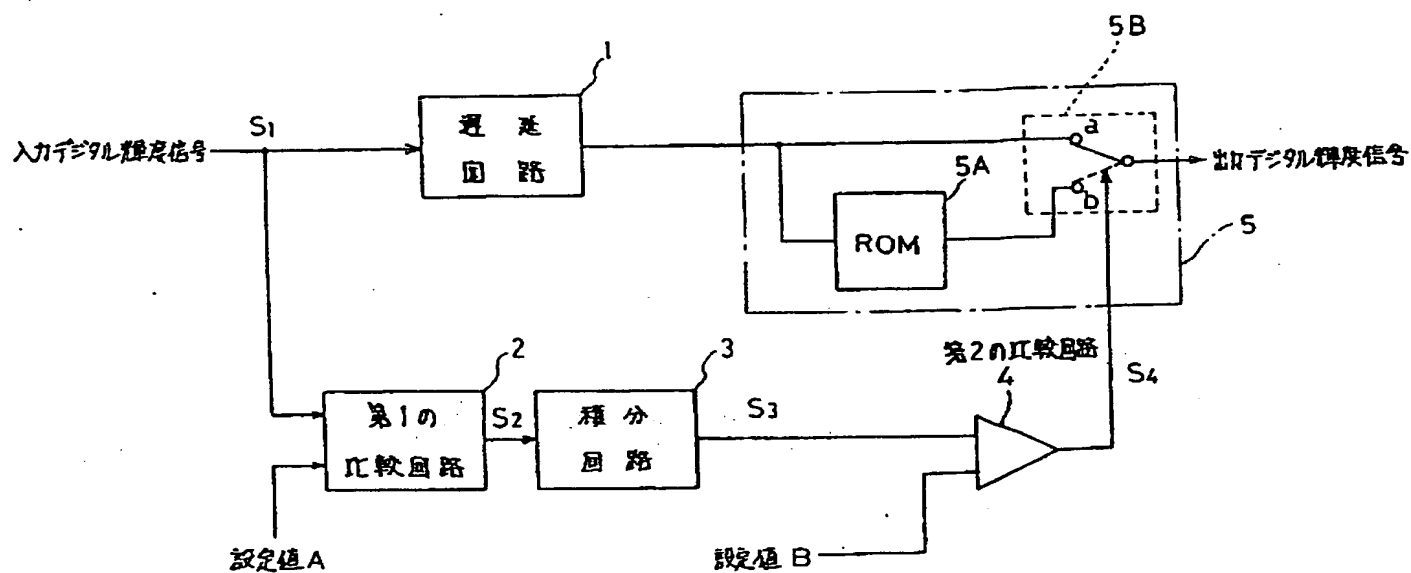 5B
1
S1
入力デジタル輝度信号
遅延
回路
a
出力デジタル輝度信号
5A
b
ROM
5
2
3
第2の比較回路
4
S4
第1の
比較回路
S2
積分
回路
S3
設定値A
設定値B